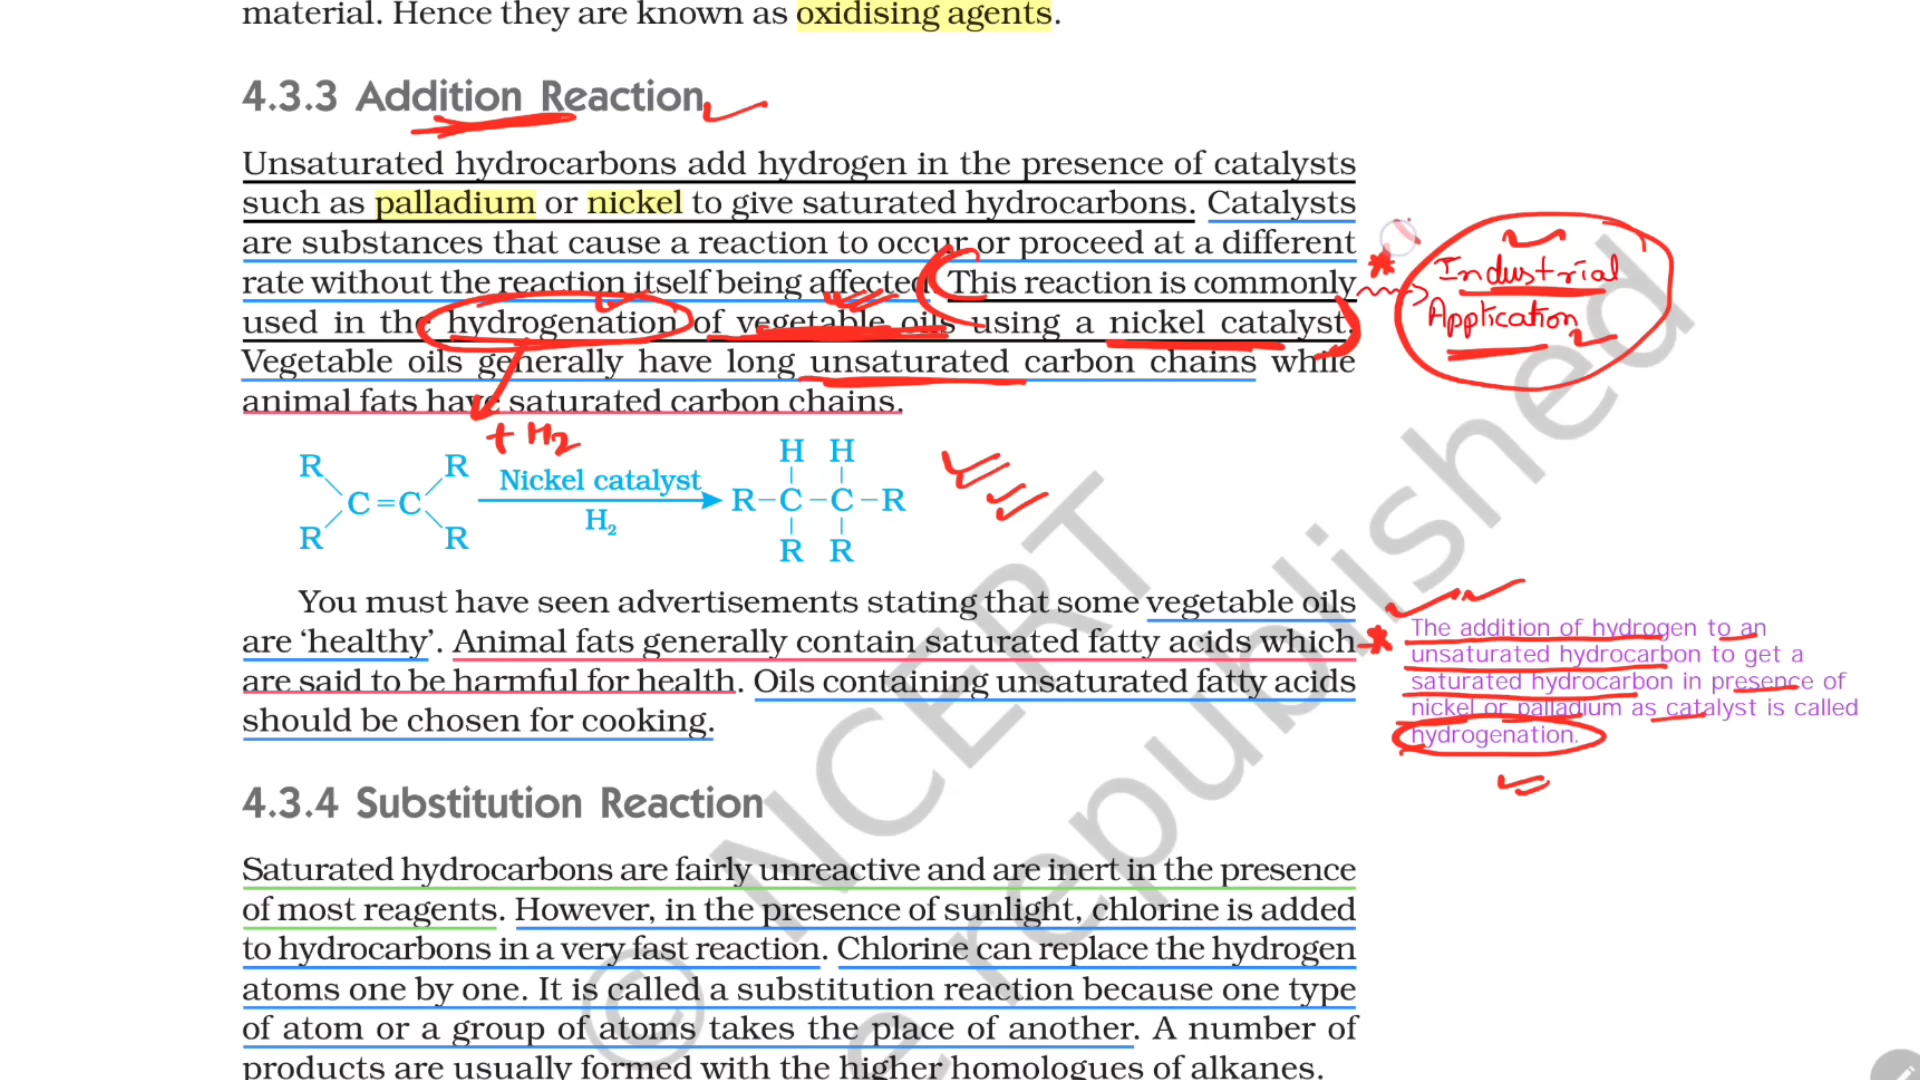 material. Hence they are known as oxidising agents.
4.3.3 Addition Reaction
Unsaturated hydrocarbons add hydrogen in the presence of catalysts
such as palladium or nickel to give saturated hydrocarbons. Catalysts
are substances that cause a reaction to occur or proceed at a different
rate without the reaction itself being affected. This reaction is commonly
used in the hydrogenation of vegetable oils using a nickel catalyst.
Vegetable oils generally have long unsaturated carbon chains while
animal fats have saturated carbon chains.
Industrial
Application
+ H2
R R
C=C
R R
Nickel catalyst
H₂
H H
R-C-C-R
R R
You must have seen advertisements stating that some vegetable oils
are ‘healthy’. Animal fats generally contain saturated fatty acids which
are said to be harmful for health. Oils containing unsaturated fatty acids
should be chosen for cooking.
The addition of hydrogen to an
unsaturated hydrocarbon to get a
saturated hydrocarbon in presence of
nickel or palladium as catalyst is called
hydrogenation.
4.3.4 Substitution Reaction
Saturated hydrocarbons are fairly unreactive and are inert in the presence
of most reagents. However, in the presence of sunlight, chlorine is added
to hydrocarbons in a very fast reaction. Chlorine can replace the hydrogen
atoms one by one. It is called a substitution reaction because one type
of atom or a group of atoms takes the place of another. A number of
products are usually formed with the higher homologues of alkanes.
© NCERT
e republished